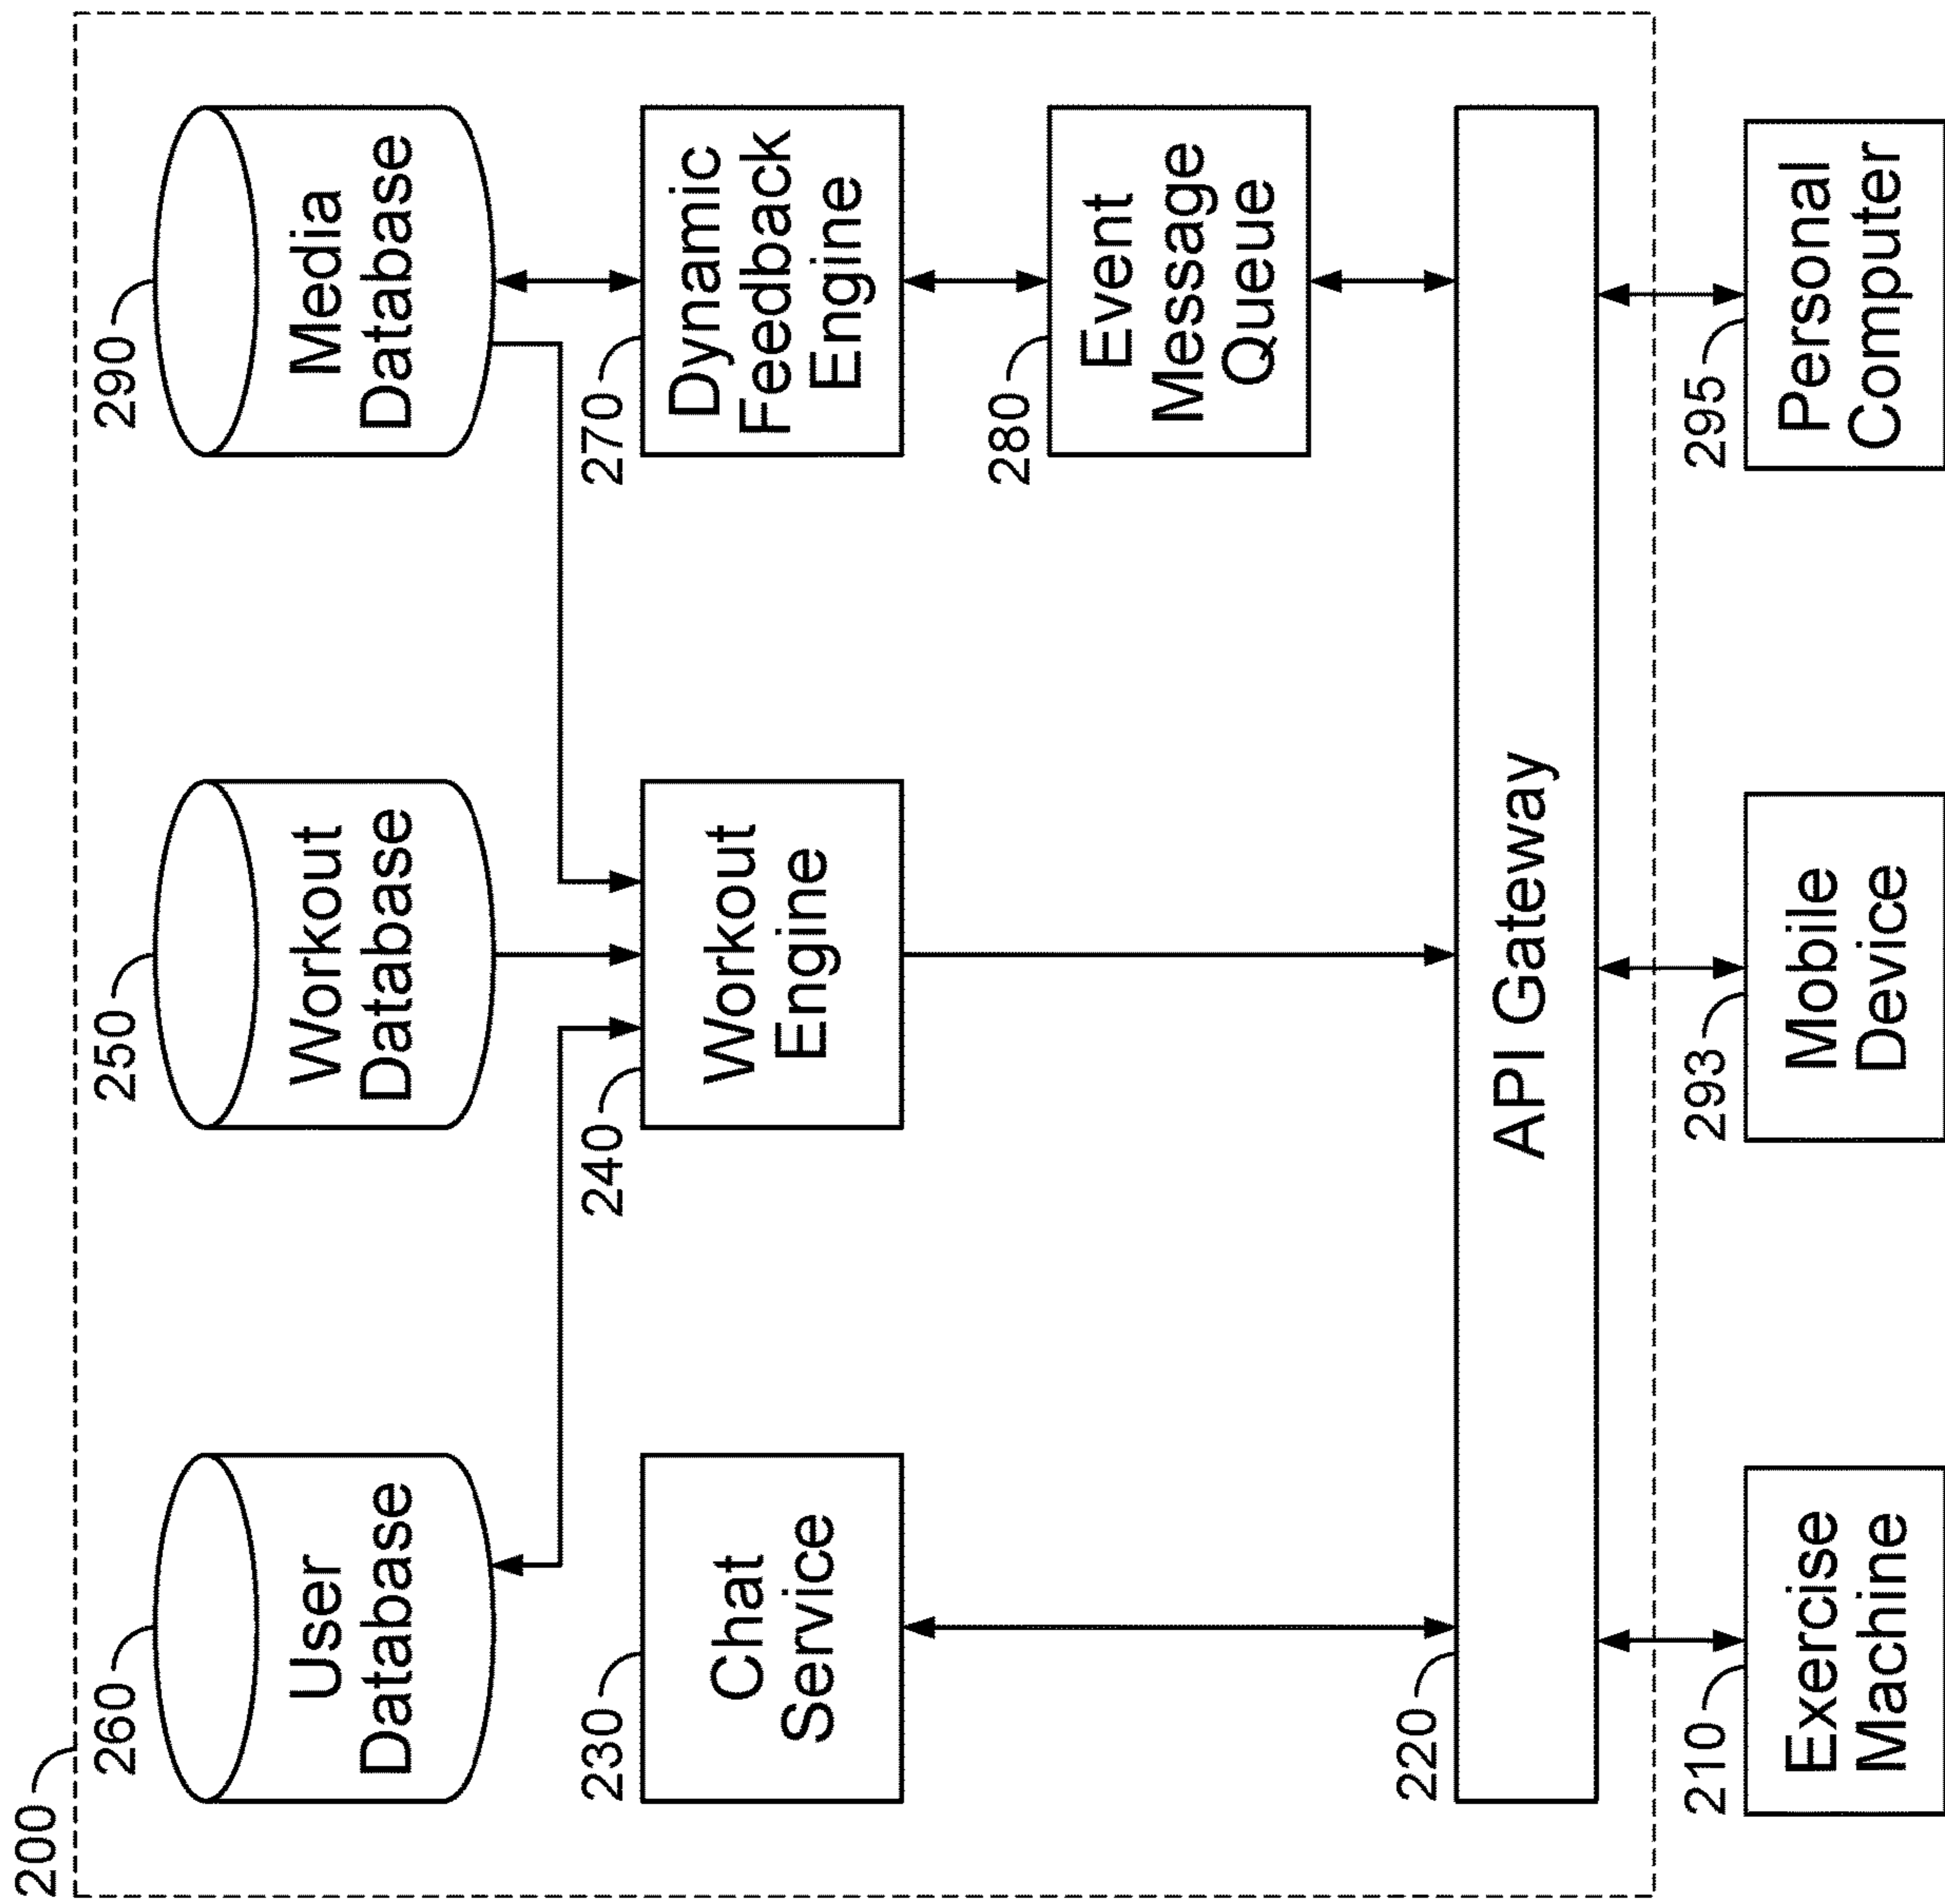 200
260
User
Database
250
Workout
Database
290
Media
Database
230
Chat
Service
240
Workout
Engine
270
Dynamic
Feedback
Engine
280
Event
Message
Queue
220
API Gateway
210
Exercise
Machine
293
Mobile
Device
295
Personal
Computer